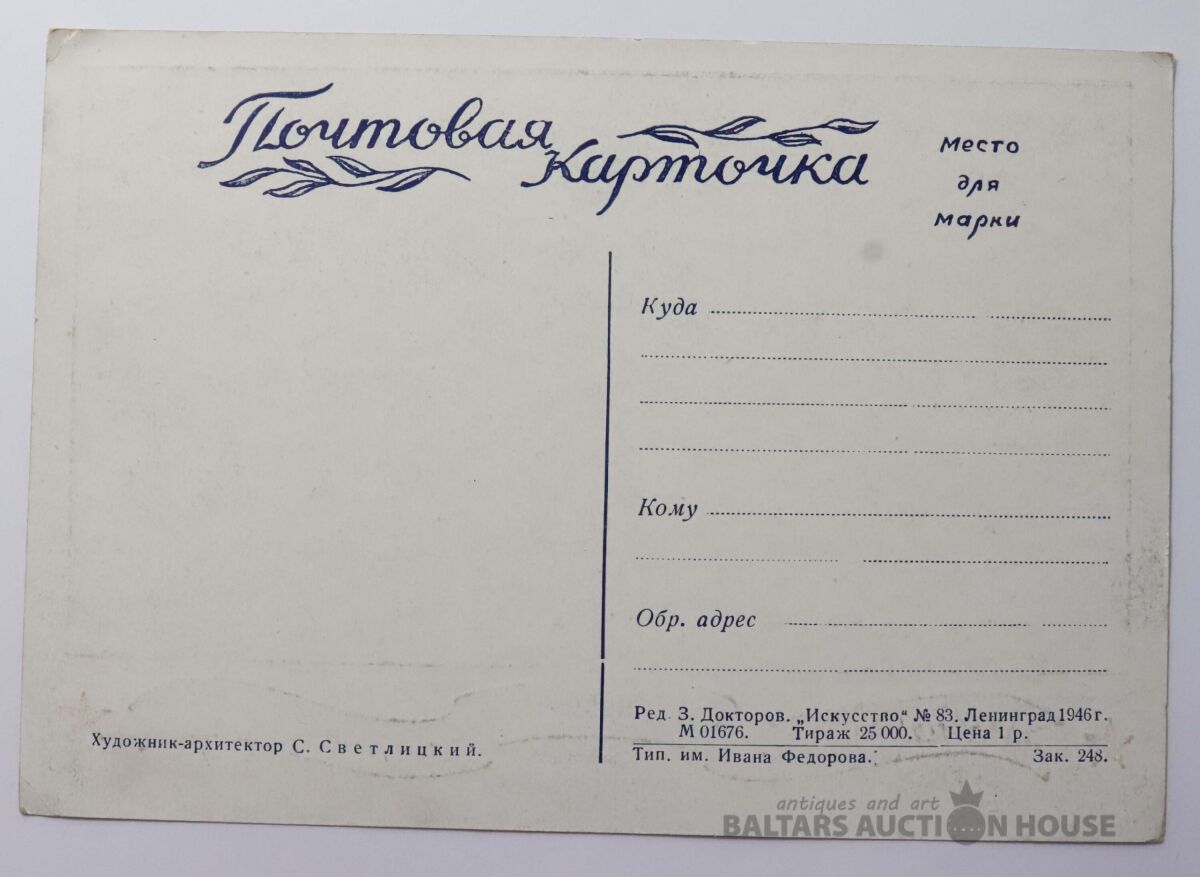 Почтовая
Карточка
Место
для
марки
Куда
Кому
Обр. адрес
Художник-архитектор С. Светлицкий.
Ред. З. Докторов. „Искусство“ № 83. Ленинград 1946 г.
М 01676. Тираж 25 000. Цена 1 р.
Тип. им. Ивана Федорова. Зак. 248.
antiques and art
BALTARS AUCTION HOUSE